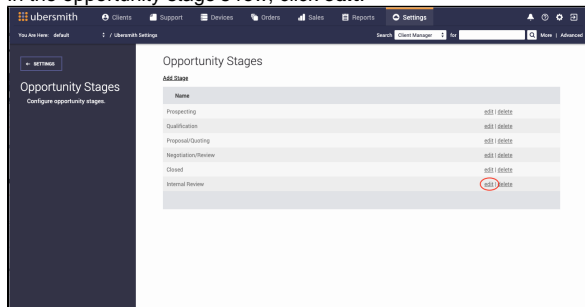 In the opportunity stage's row, click edit.
ubersmith Clients Support Devices Orders Sales Reports Settings
You Are Here: default / Ubersmith Settings Search Client Manager for More | Advanced
← SETTINGS
Opportunity Stages
Configure opportunity stages.
Opportunity Stages
Add Stage
Name
Prospecting edit | delete
Qualification edit | delete
Proposal/Quoting edit | delete
Negotiation/Review edit | delete
Closed edit | delete
Internal Review edit | delete